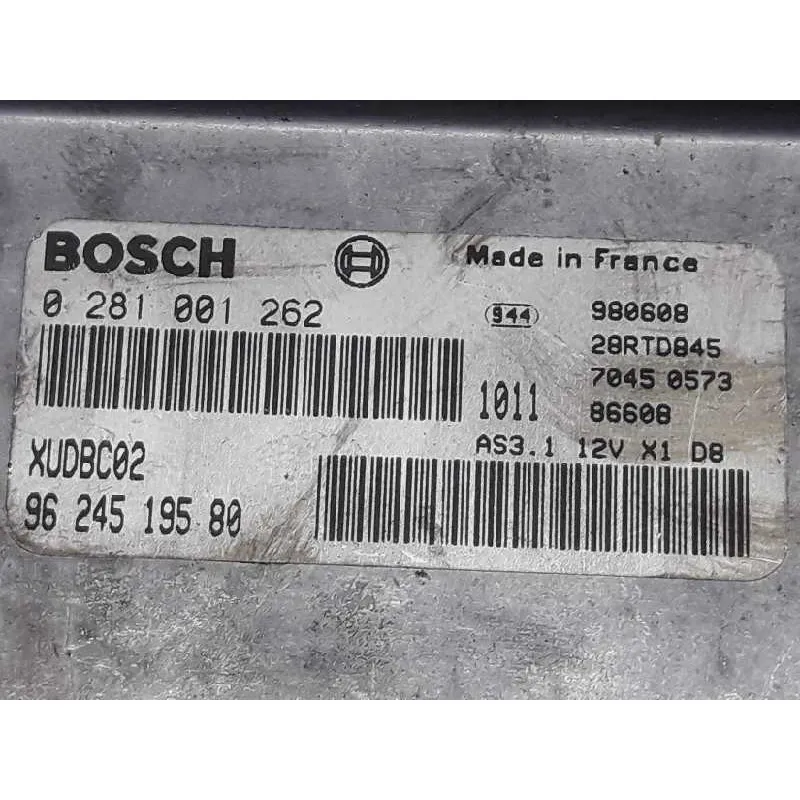 BOSCH
Made in France
0 281 001 262
944
980608
28RTD845
7045 0573
1011
86608
AS3.1 12V X1 D8
XUDBC02
96 245 195 80